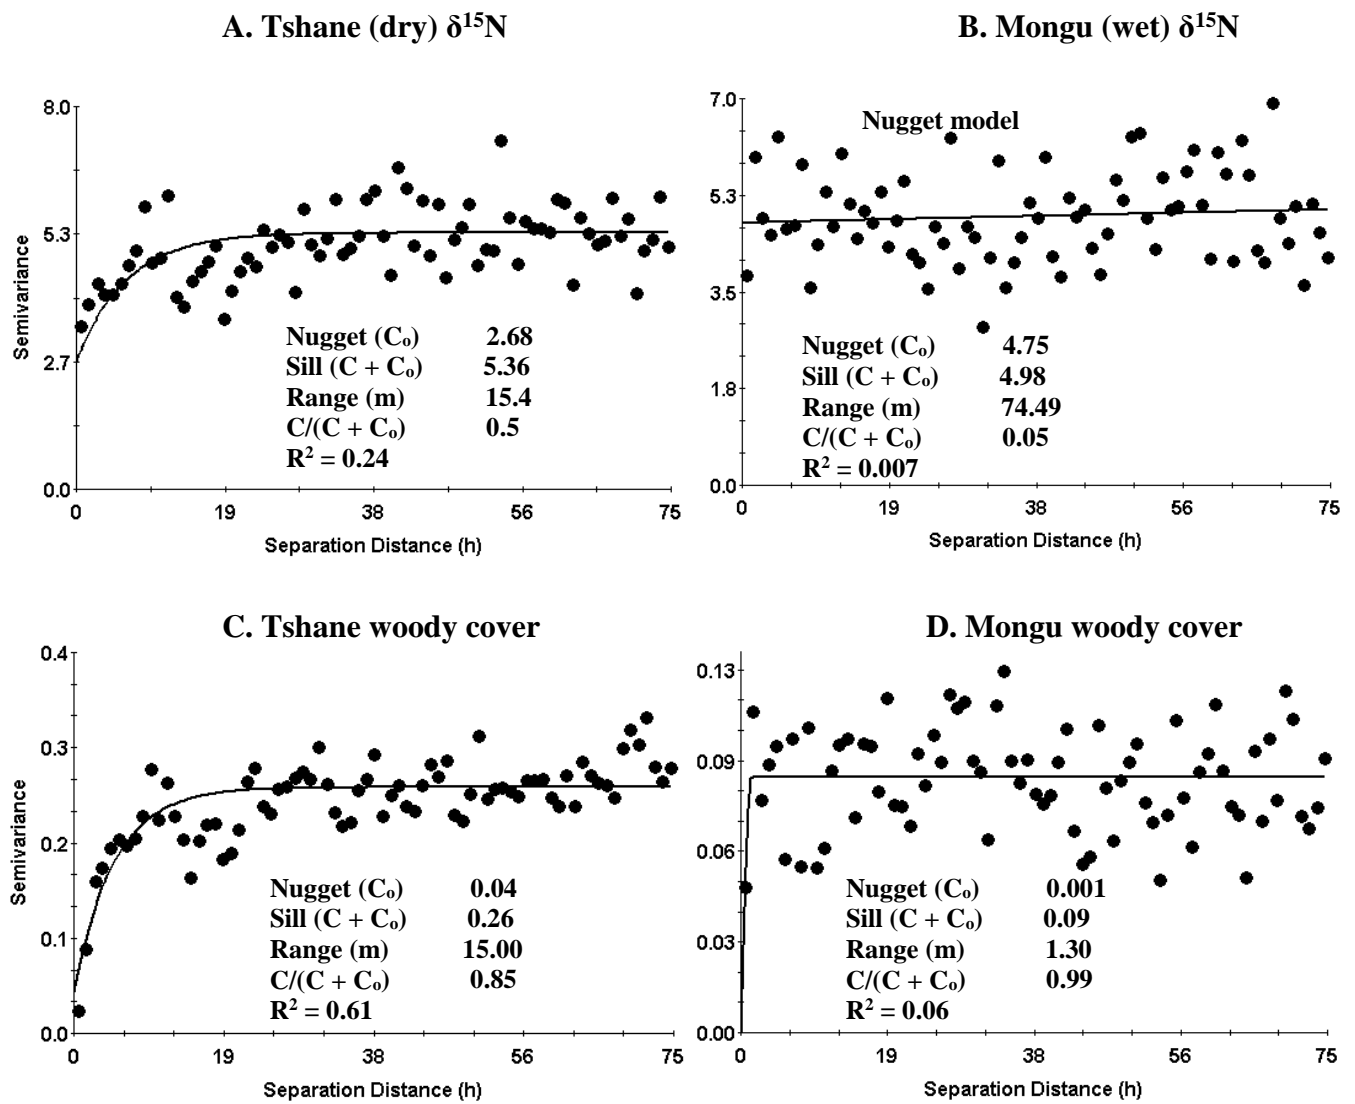 A. Tshane (dry) δ¹⁵N
8.0
5.3
2.7
0.0
Semivariance
Nugget (Cₒ) 2.68
Sill (C + Cₒ) 5.36
Range (m) 15.4
C/(C + Cₒ) 0.5
R² = 0.24
0 19 38 56 75
Separation Distance (h)
B. Mongu (wet) δ¹⁵N
7.0
5.3
3.5
1.8
0.0
Nugget model
Nugget (Cₒ) 4.75
Sill (C + Cₒ) 4.98
Range (m) 74.49
C/(C + Cₒ) 0.05
R² = 0.007
0 19 38 56 75
Separation Distance (h)
C. Tshane woody cover
0.4
0.3
0.2
0.1
0.0
Semivariance
Nugget (Cₒ) 0.04
Sill (C + Cₒ) 0.26
Range (m) 15.00
C/(C + Cₒ) 0.85
R² = 0.61
0 19 38 56 75
Separation Distance (h)
D. Mongu woody cover
0.13
0.09
0.06
0.03
0.00
Nugget (Cₒ) 0.001
Sill (C + Cₒ) 0.09
Range (m) 1.30
C/(C + Cₒ) 0.99
R² = 0.06
0 19 38 56 75
Separation Distance (h)